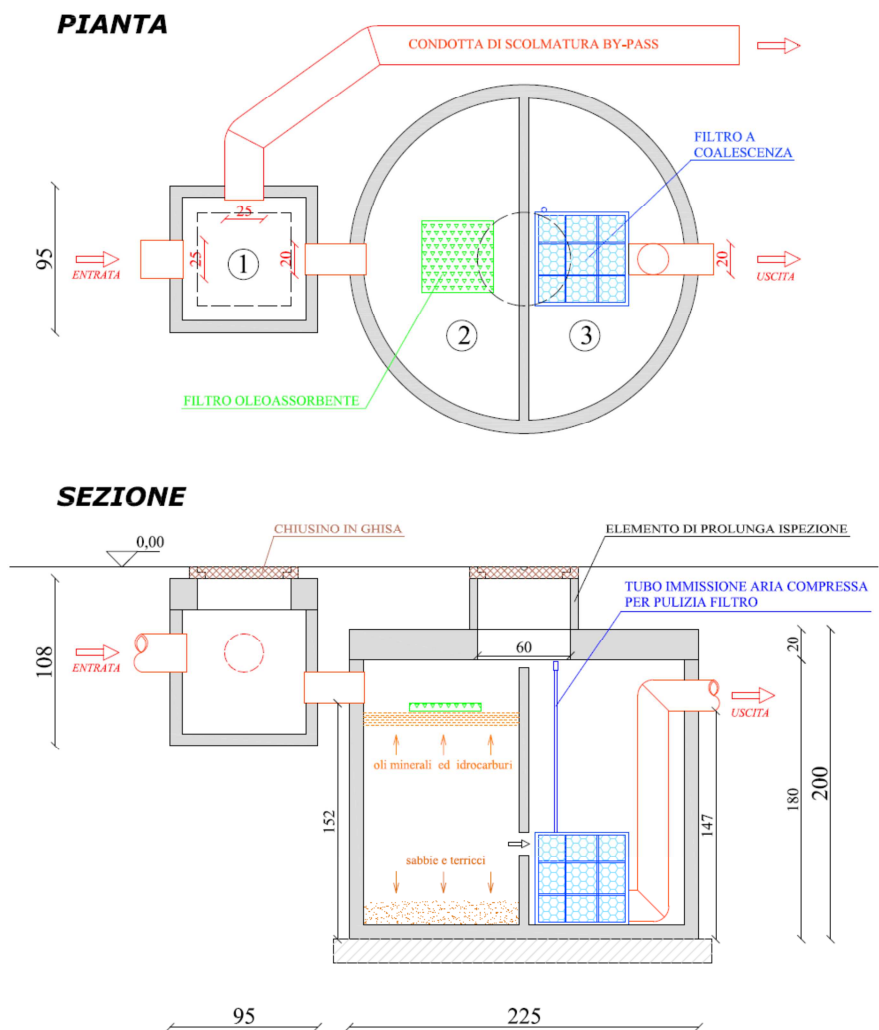 PIANTA
CONDOTTA DI SCOLMATURA BY-PASS
FILTRO A
COALESCENZA
95
25
25
20
1
ENTRATA
2
3
20
USCITA
FILTRO OLEOASSORBENTE
SEZIONE
CHIUSINO IN GHISA
ELEMENTO DI PROLUNGA ISPEZIONE
0,00
TUBO IMMISSIONE ARIA COMPRESSA
PER PULIZIA FILTRO
108
ENTRATA
60
20
USCITA
oli minerali ed idrocarburi
152
147
180
200
sabbie e terricci
95
225